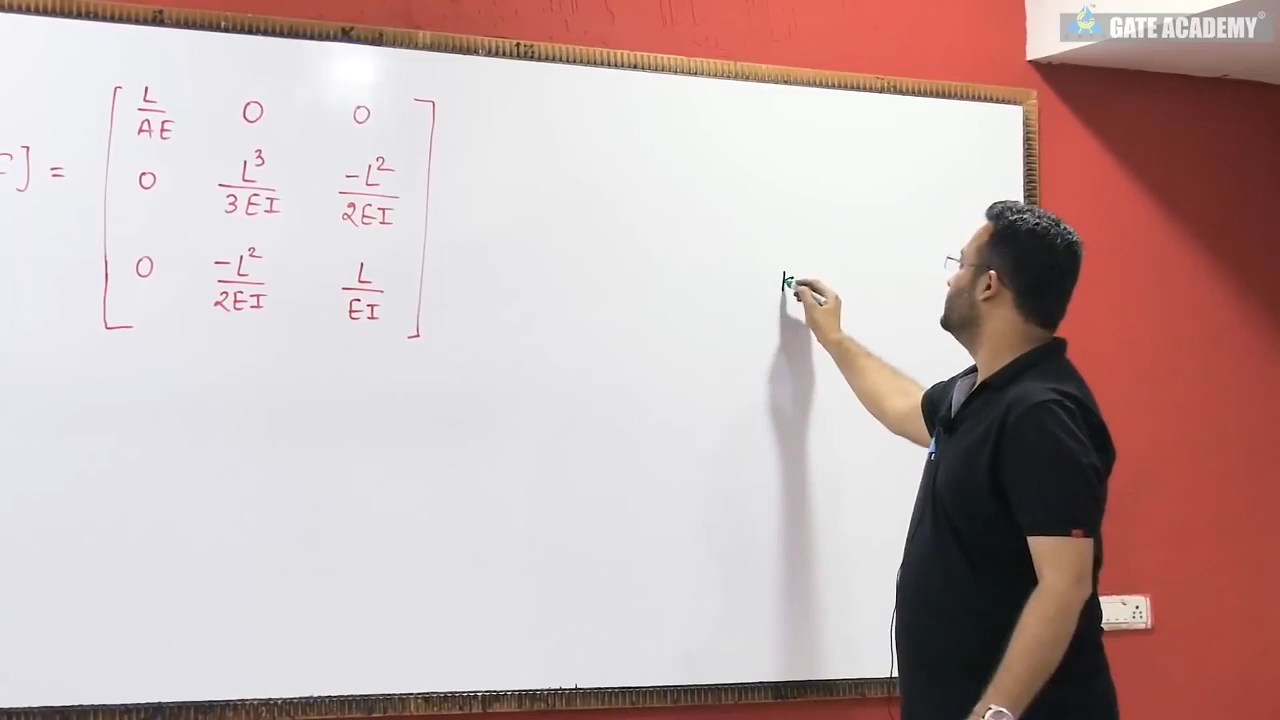 GATE ACADEMY
L/AE 0 0
] = 0 L³/3EI -L²/2EI
0 -L²/2EI L/EI
k